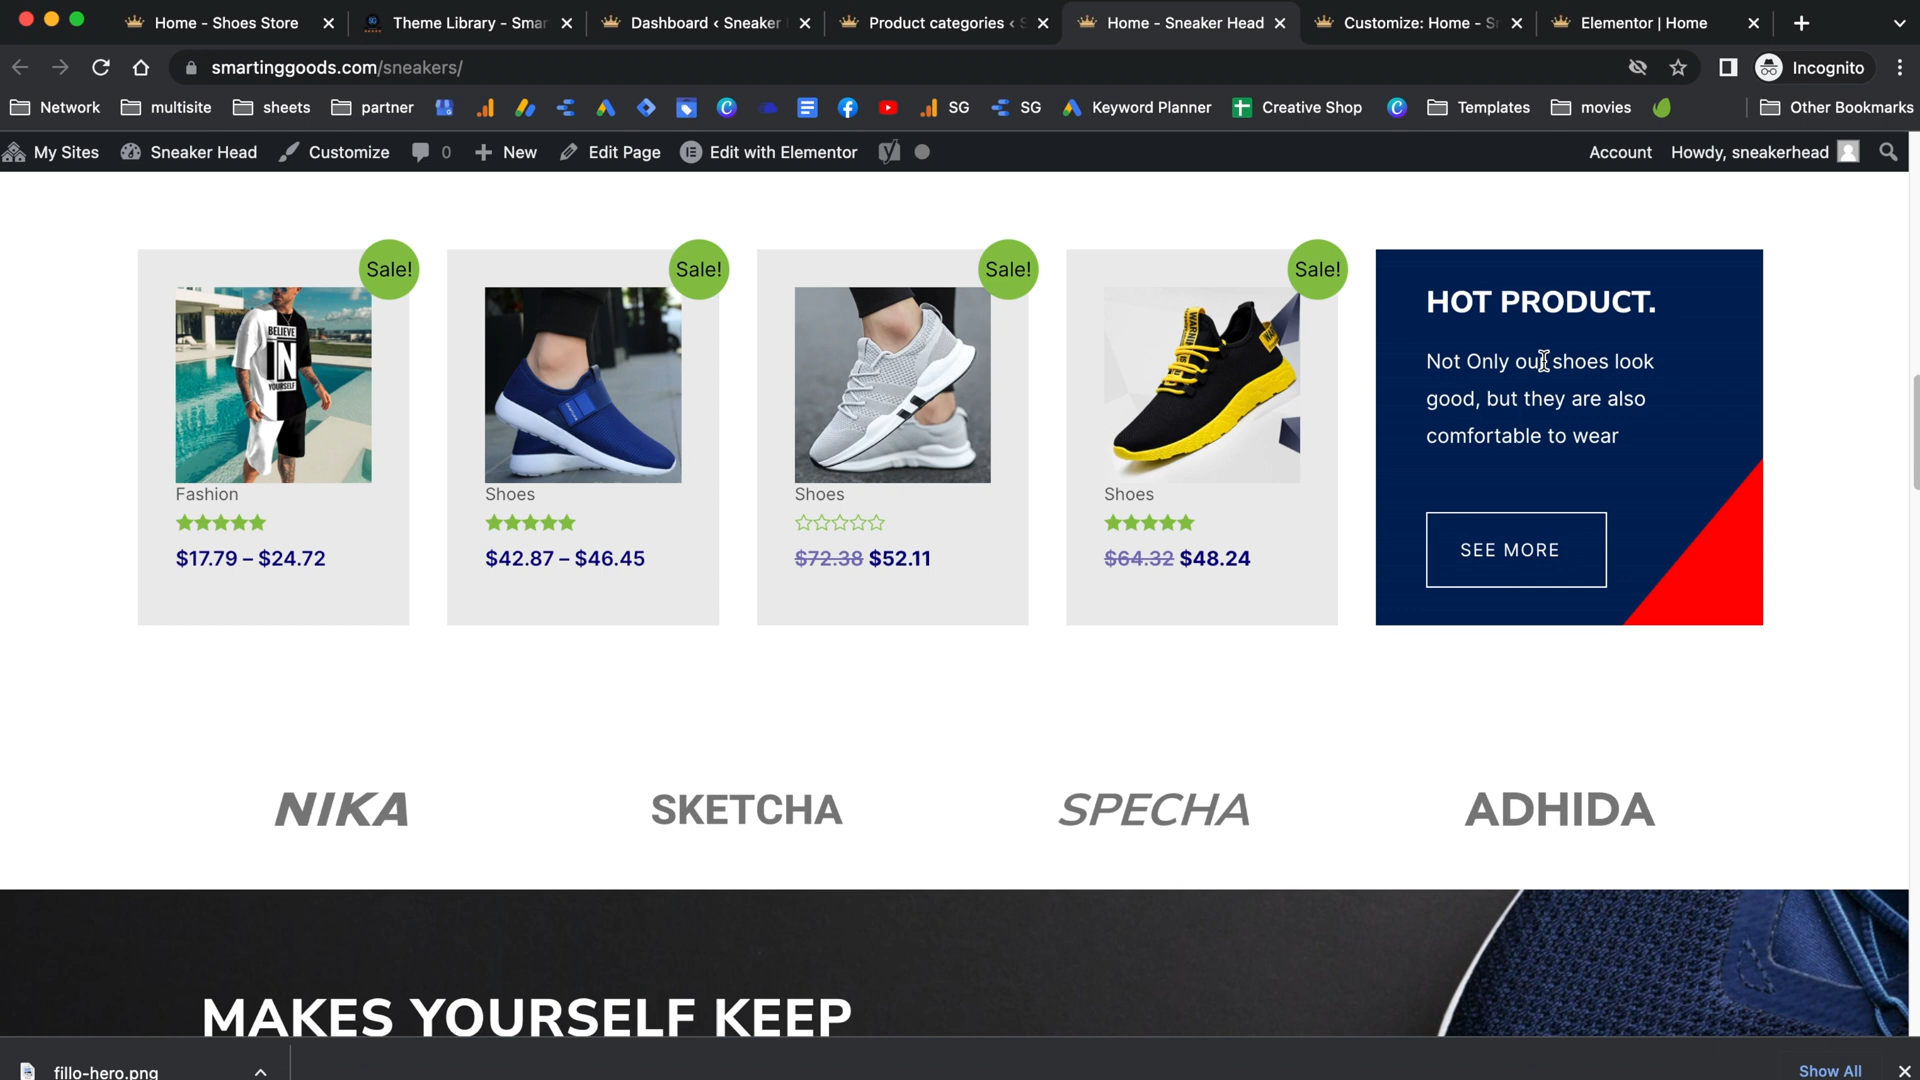 Home - Shoes Store
Theme Library - Smar
Dashboard ‹ Sneaker
Product categories ‹ S
Home - Sneaker Head
Customize: Home - Sn
Elementor | Home
smartinggoods.com/sneakers/
Incognito
Network
multisite
sheets
partner
SG
SG
Keyword Planner
Creative Shop
Templates
movies
Other Bookmarks
My Sites
Sneaker Head
Customize
0
New
Edit Page
Edit with Elementor
Account
Howdy, sneakerhead
Sale!
Sale!
Sale!
Sale!
BELIEVE
IN
YOURSELF
Fashion
$17.79 – $24.72
Shoes
$42.87 – $46.45
Shoes
$72.38 $52.11
Shoes
$64.32 $48.24
HOT PRODUCT.
Not Only our shoes look
good, but they are also
comfortable to wear
SEE MORE
NIKA
SKETCHA
SPECHA
ADHIDA
MAKES YOURSELF KEEP
fillo-hero.png
Show All